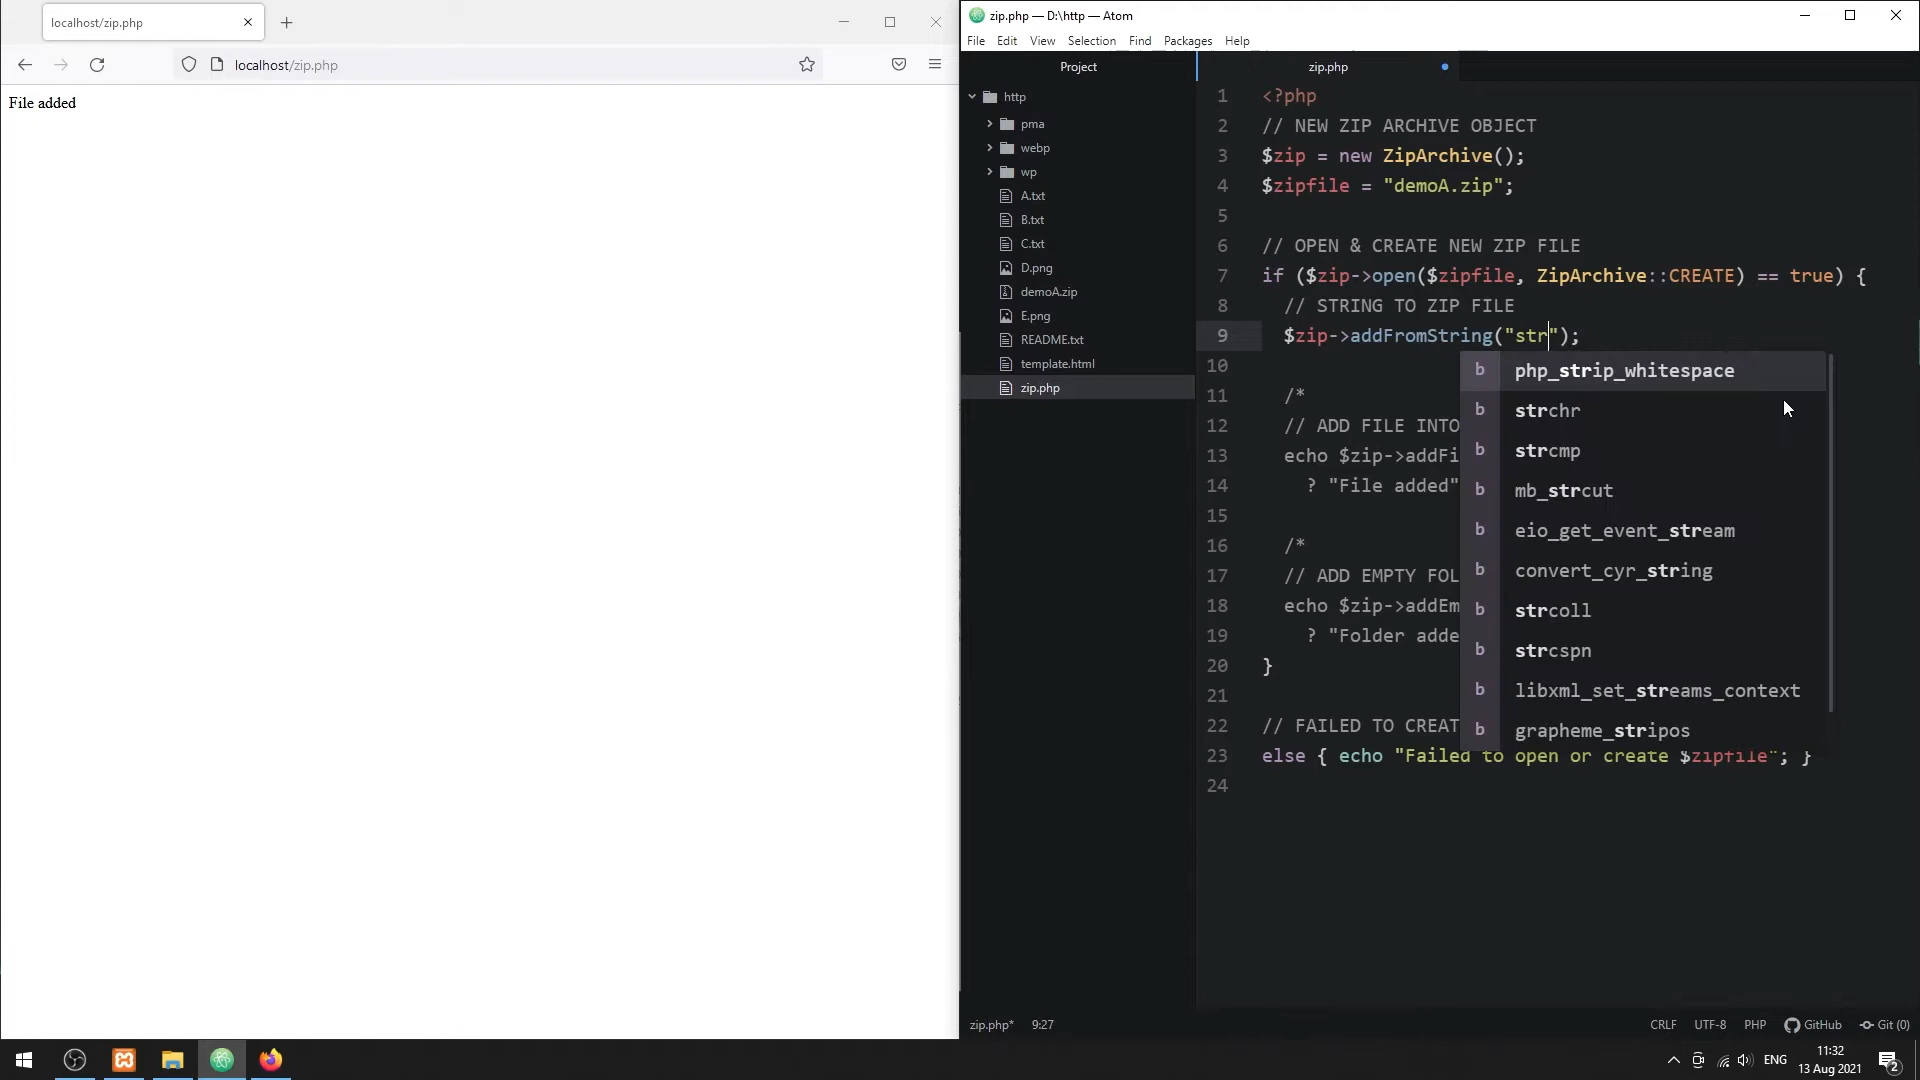 localhost/zip.php
localhost/zip.php
File added
zip.php — D:\http — Atom
File Edit View Selection Find Packages Help
Project
zip.php
http
pma
webp
wp
A.txt
B.txt
C.txt
D.png
demoA.zip
E.png
README.txt
template.html
zip.php
1 <?php
2 // NEW ZIP ARCHIVE OBJECT
3 $zip = new ZipArchive();
4 $zipfile = "demoA.zip";
5
6 // OPEN & CREATE NEW ZIP FILE
7 if ($zip->open($zipfile, ZipArchive::CREATE) == true) {
8 // STRING TO ZIP FILE
9 $zip->addFromString("str");
10
11 /*
12 // ADD FILE INTO
13 echo $zip->addFi
14 ? "File added"
15
16 /*
17 // ADD EMPTY FOL
18 echo $zip->addEm
19 ? "Folder adde
20 }
21
22 // FAILED TO CREAT
23 else { echo "Failed to open or create $zipfile"; }
24
b php_strip_whitespace
b strchr
b strcmp
b mb_strcut
b eio_get_event_stream
b convert_cyr_string
b strcoll
b strcspn
b libxml_set_streams_context
b grapheme_stripos
zip.php* 9:27
CRLF UTF-8 PHP GitHub Git (0)
ENG
11:32
13 Aug 2021
2